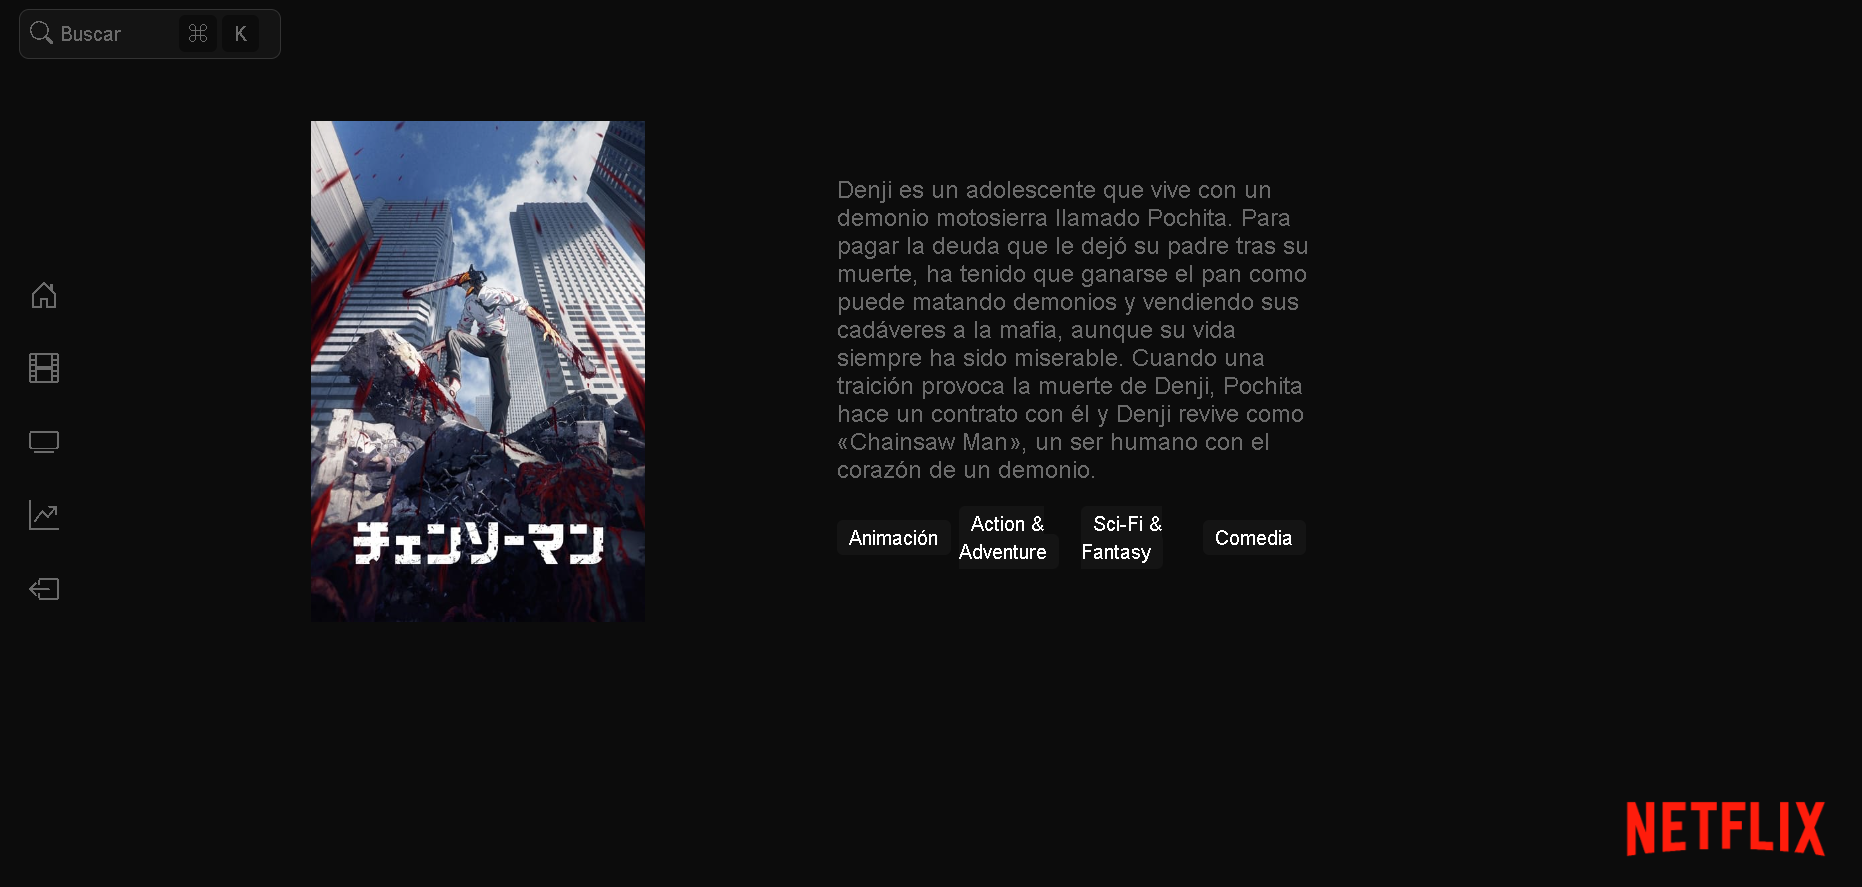 Buscar ⌘ K
Denji es un adolescente que vive con un
demonio motosierra llamado Pochita. Para
pagar la deuda que le dejó su padre tras su
muerte, ha tenido que ganarse el pan como
puede matando demonios y vendiendo sus
cadáveres a la mafia, aunque su vida
siempre ha sido miserable. Cuando una
traición provoca la muerte de Denji, Pochita
hace un contrato con él y Denji revive como
«Chainsaw Man», un ser humano con el
corazón de un demonio.
Animación
Action &
Adventure
Sci-Fi &
Fantasy
Comedia
チェンソーマン
NETFLIX